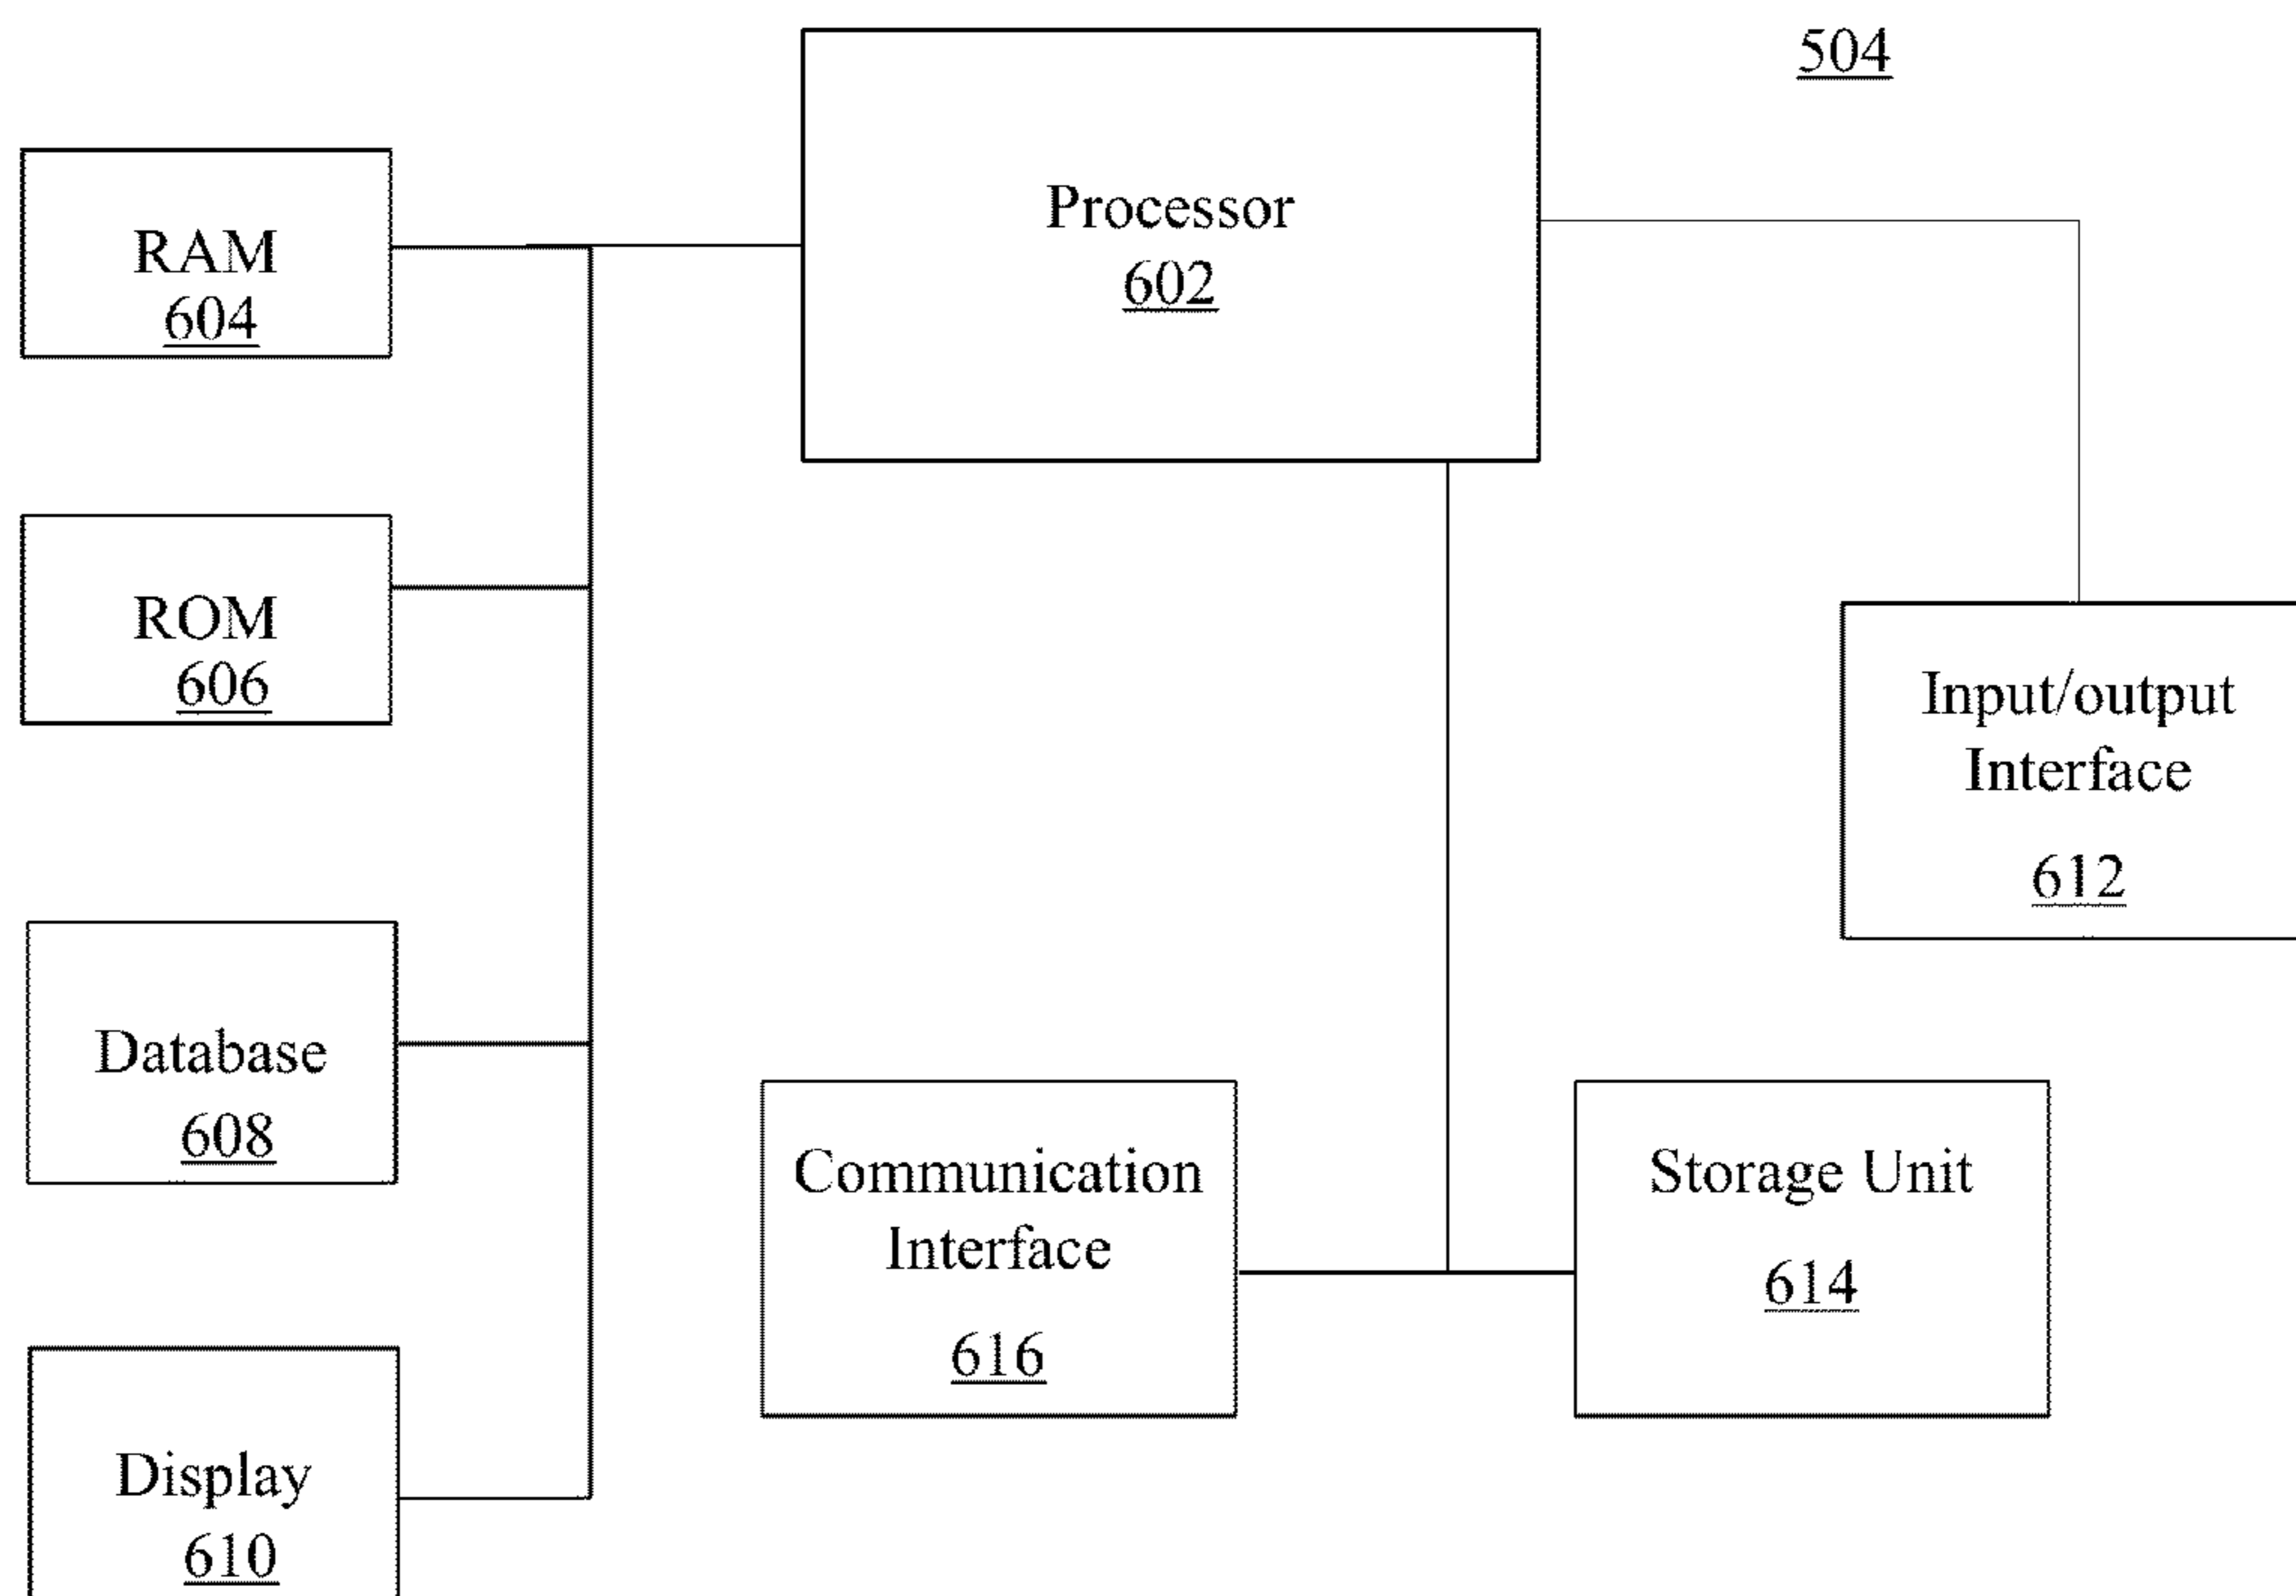 504
Processor
602
RAM
604
ROM
606
Input/output
Interface
612
Database
608
Communication
Interface
616
Storage Unit
614
Display
610